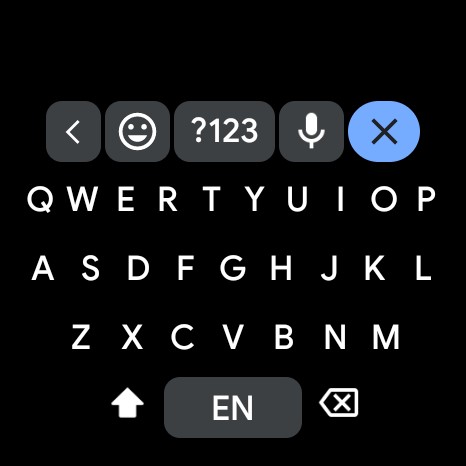 ?123
Q W E R T Y U I O P
A S D F G H J K L
Z X C V B N M
EN